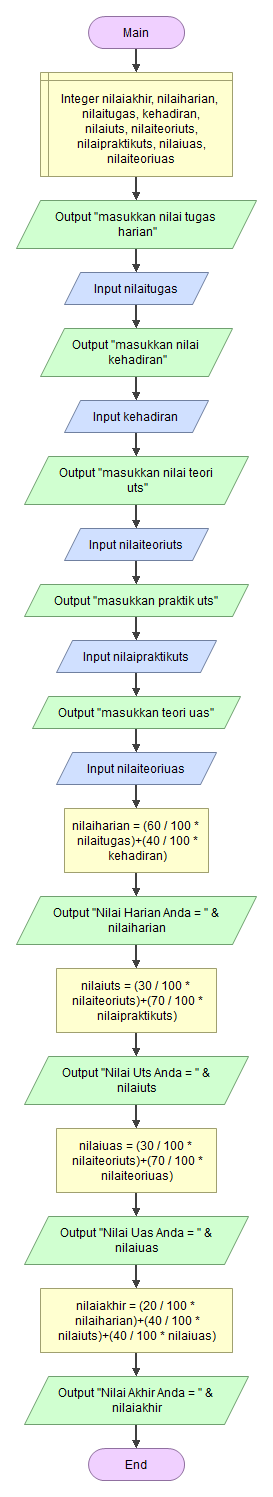 Main
Integer nilaiakhir, nilaiharian,
nilaitugas, kehadiran,
nilaiuts, nilaiteoriuts,
nilaipraktikuts, nilaiuas,
nilaiteoriuas
Output "masukkan nilai tugas
harian"
Input nilaitugas
Output "masukkan nilai
kehadiran"
Input kehadiran
Output "masukkan nilai teori
uts"
Input nilaiteoriuts
Output "masukkan praktik uts"
Input nilaipraktikuts
Output "masukkan teori uas"
Input nilaiteoriuas
nilaiharian = (60 / 100 *
nilaitugas)+(40 / 100 *
kehadiran)
Output "Nilai Harian Anda = " &
nilaiharian
nilaiuts = (30 / 100 *
nilaiteoriuts)+(70 / 100 *
nilaipraktikuts)
Output "Nilai Uts Anda = " &
nilaiuts
nilaiuas = (30 / 100 *
nilaiteoriuts)+(70 / 100 *
nilaiteoriuas)
Output "Nilai Uas Anda = " &
nilaiuas
nilaiakhir = (20 / 100 *
nilaiharian)+(40 / 100 *
nilaiuts)+(40 / 100 * nilaiuas)
Output "Nilai Akhir Anda = " &
nilaiakhir
End